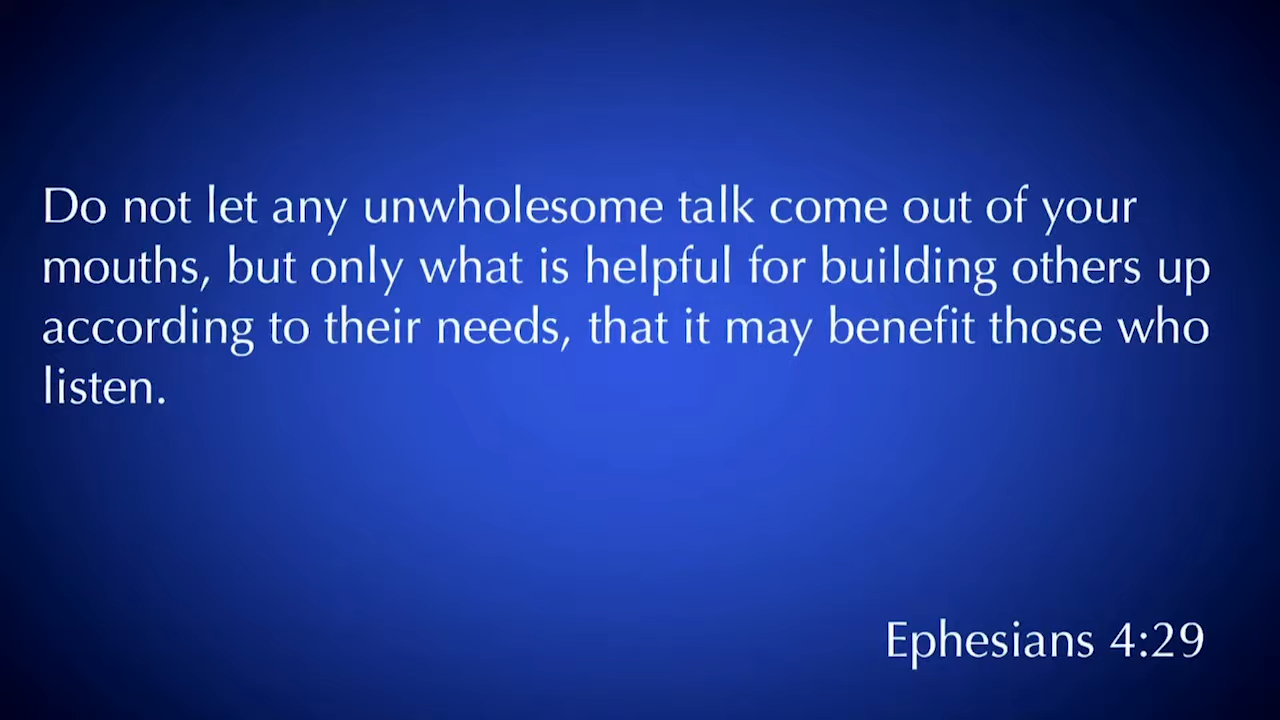 Do not let any unwholesome talk come out of your
mouths, but only what is helpful for building others up
according to their needs, that it may benefit those who
listen.
Ephesians 4:29